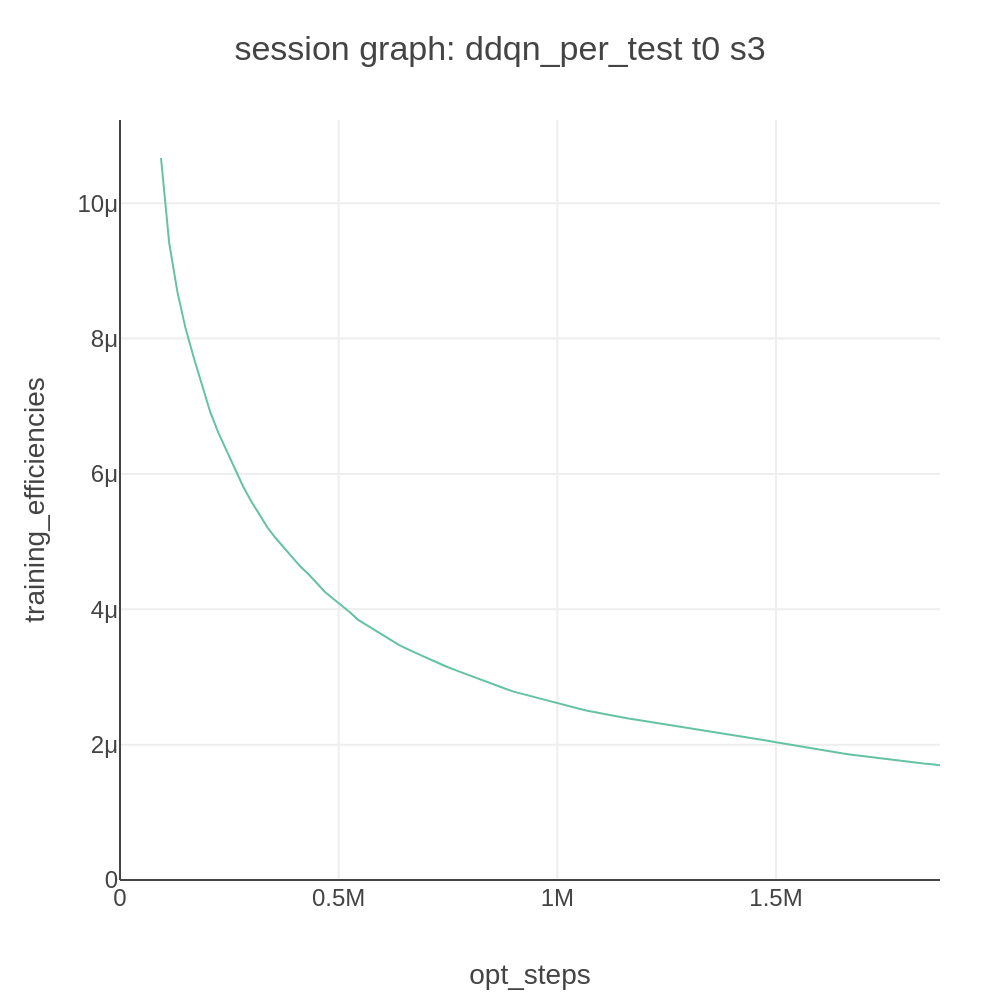 session graph: ddqn_per_test t0 s3
training_efficiencies
10μ
8μ
6μ
4μ
2μ
0
0
0.5M
1M
1.5M
opt_steps